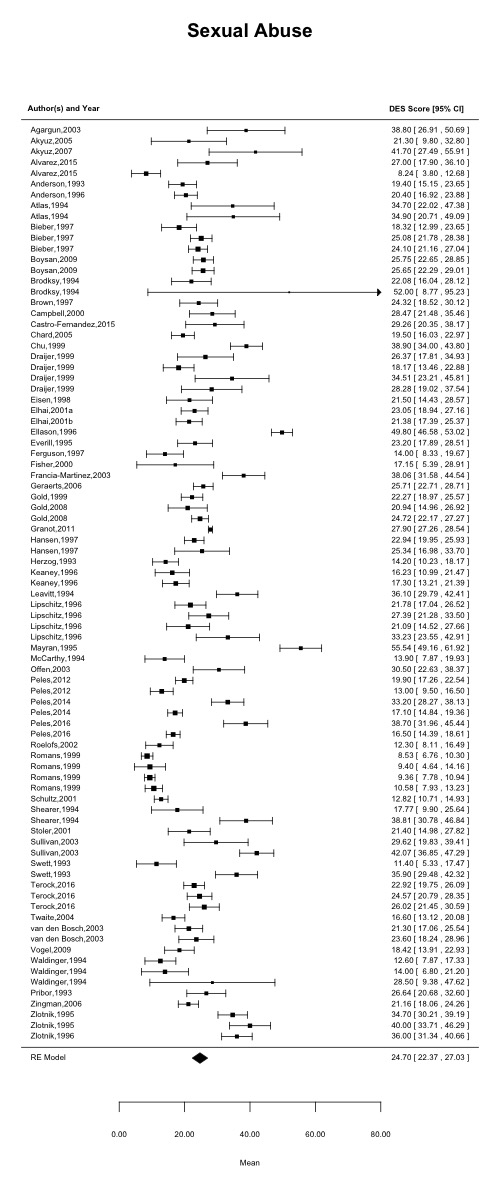 Sexual Abuse
Author(s) and Year DES Score [95% CI]
Agargun,2003 38.80 [ 26.91 , 50.69 ]
Akyuz,2005 21.30 [ 9.80 , 32.80 ]
Akyuz,2007 41.70 [ 27.49 , 55.91 ]
Alvarez,2015 27.00 [ 17.90 , 36.10 ]
Alvarez,2015 8.24 [ 3.80 , 12.68 ]
Anderson,1993 19.40 [ 15.15 , 23.65 ]
Anderson,1996 20.40 [ 16.92 , 23.88 ]
Atlas,1994 34.70 [ 22.02 , 47.38 ]
Atlas,1994 34.90 [ 20.71 , 49.09 ]
Bieber,1997 18.32 [ 12.99 , 23.65 ]
Bieber,1997 25.08 [ 21.78 , 28.38 ]
Bieber,1997 24.10 [ 21.16 , 27.04 ]
Boysan,2009 25.75 [ 22.65 , 28.85 ]
Boysan,2009 25.65 [ 22.29 , 29.01 ]
Brodksy,1994 22.08 [ 16.04 , 28.12 ]
Brodksy,1994 52.00 [ 8.77 , 95.23 ]
Brown,1997 24.32 [ 18.52 , 30.12 ]
Campbell,2000 28.47 [ 21.48 , 35.46 ]
Castro-Fernandez,2015 29.26 [ 20.35 , 38.17 ]
Chard,2005 19.50 [ 16.03 , 22.97 ]
Chu,1999 38.90 [ 34.00 , 43.80 ]
Draijer,1999 26.37 [ 17.81 , 34.93 ]
Draijer,1999 18.17 [ 13.46 , 22.88 ]
Draijer,1999 34.51 [ 23.21 , 45.81 ]
Draijer,1999 28.28 [ 19.02 , 37.54 ]
Eisen,1998 21.50 [ 14.43 , 28.57 ]
Elhai,2001a 23.05 [ 18.94 , 27.16 ]
Elhai,2001b 21.38 [ 17.39 , 25.37 ]
Ellason,1996 49.80 [ 46.58 , 53.02 ]
Everill,1995 23.20 [ 17.89 , 28.51 ]
Ferguson,1997 14.00 [ 8.33 , 19.67 ]
Fisher,2000 17.15 [ 5.39 , 28.91 ]
Francia-Martinez,2003 38.06 [ 31.58 , 44.54 ]
Geraerts,2006 25.71 [ 22.71 , 28.71 ]
Gold,1999 22.27 [ 18.97 , 25.57 ]
Gold,2008 20.94 [ 14.96 , 26.92 ]
Gold,2008 24.72 [ 22.17 , 27.27 ]
Granot,2011 27.90 [ 27.26 , 28.54 ]
Hansen,1997 22.94 [ 19.95 , 25.93 ]
Hansen,1997 25.34 [ 16.98 , 33.70 ]
Herzog,1993 14.20 [ 10.23 , 18.17 ]
Keaney,1996 16.23 [ 10.99 , 21.47 ]
Keaney,1996 17.30 [ 13.21 , 21.39 ]
Leavitt,1994 36.10 [ 29.79 , 42.41 ]
Lipschitz,1996 21.78 [ 17.04 , 26.52 ]
Lipschitz,1996 27.39 [ 21.28 , 33.50 ]
Lipschitz,1996 21.09 [ 14.52 , 27.66 ]
Lipschitz,1996 33.23 [ 23.55 , 42.91 ]
Mayran,1995 55.54 [ 49.16 , 61.92 ]
McCarthy,1994 13.90 [ 7.87 , 19.93 ]
Offen,2003 30.50 [ 22.63 , 38.37 ]
Peles,2012 19.90 [ 17.26 , 22.54 ]
Peles,2012 13.00 [ 9.50 , 16.50 ]
Peles,2014 33.20 [ 28.27 , 38.13 ]
Peles,2014 17.10 [ 14.84 , 19.36 ]
Peles,2016 38.70 [ 31.96 , 45.44 ]
Peles,2016 16.50 [ 14.39 , 18.61 ]
Roelofs,2002 12.30 [ 8.11 , 16.49 ]
Romans,1999 8.53 [ 6.76 , 10.30 ]
Romans,1999 9.40 [ 4.64 , 14.16 ]
Romans,1999 9.36 [ 7.78 , 10.94 ]
Romans,1999 10.58 [ 7.93 , 13.23 ]
Schultz,2001 12.82 [ 10.71 , 14.93 ]
Shearer,1994 17.77 [ 9.90 , 25.64 ]
Shearer,1994 38.81 [ 30.78 , 46.84 ]
Stoler,2001 21.40 [ 14.98 , 27.82 ]
Sullivan,2003 29.62 [ 19.83 , 39.41 ]
Sullivan,2003 42.07 [ 36.85 , 47.29 ]
Swett,1993 11.40 [ 5.33 , 17.47 ]
Swett,1993 35.90 [ 29.48 , 42.32 ]
Terock,2016 22.92 [ 19.75 , 26.09 ]
Terock,2016 24.57 [ 20.79 , 28.35 ]
Terock,2016 26.02 [ 21.45 , 30.59 ]
Twaite,2004 16.60 [ 13.12 , 20.08 ]
van den Bosch,2003 21.30 [ 17.06 , 25.54 ]
van den Bosch,2003 23.60 [ 18.24 , 28.96 ]
Vogel,2009 18.42 [ 13.91 , 22.93 ]
Waldinger,1994 12.60 [ 7.87 , 17.33 ]
Waldinger,1994 14.00 [ 6.80 , 21.20 ]
Waldinger,1994 28.50 [ 9.38 , 47.62 ]
Pribor,1993 26.64 [ 20.68 , 32.60 ]
Zingman,2006 21.16 [ 18.06 , 24.26 ]
Zlotnik,1995 34.70 [ 30.21 , 39.19 ]
Zlotnik,1995 40.00 [ 33.71 , 46.29 ]
Zlotnik,1996 36.00 [ 31.34 , 40.66 ]
RE Model 24.70 [ 22.37 , 27.03 ]
0.00 20.00 40.00 60.00 80.00
Mean